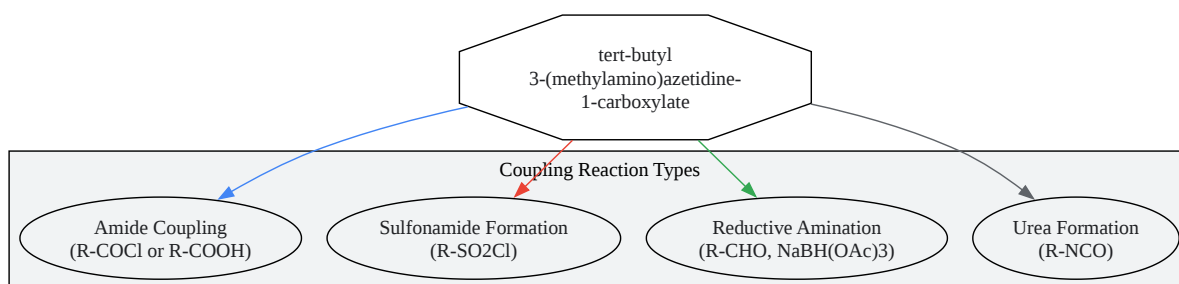 tert-butyl
3-(methylamino)azetidine-
1-carboxylate
Coupling Reaction Types
Amide Coupling
(R-COCl or R-COOH)
Sulfonamide Formation
(R-SO2Cl)
Reductive Amination
(R-CHO, NaBH(OAc)3)
Urea Formation
(R-NCO)